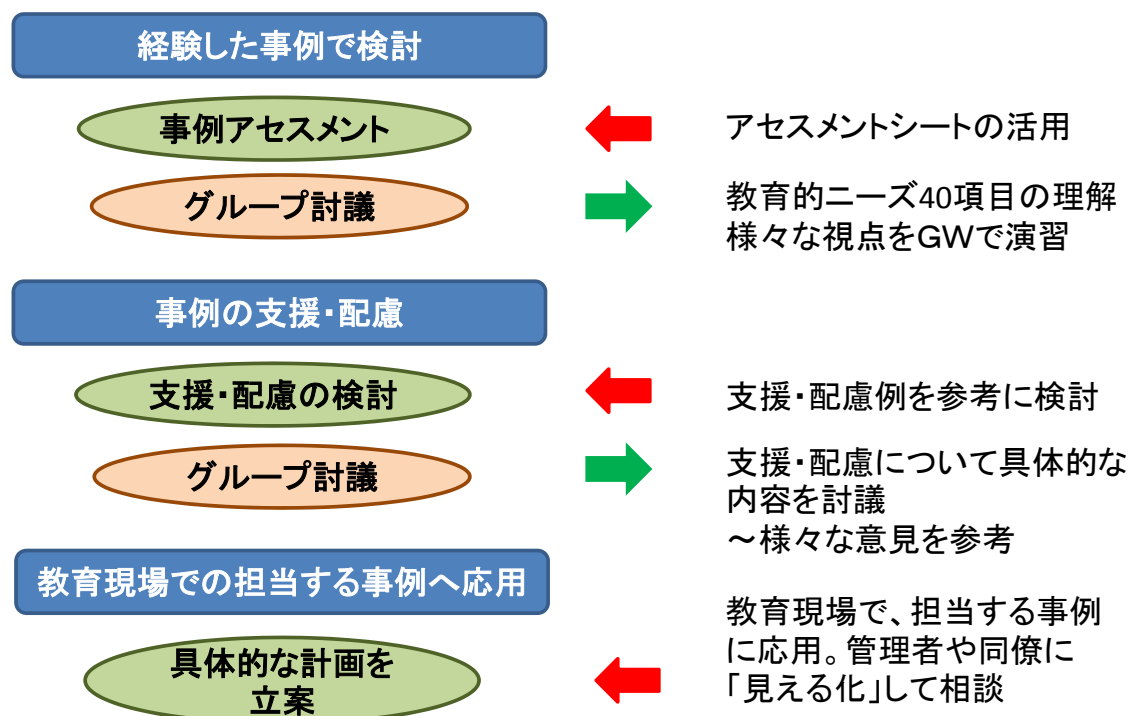 経験した事例で検討
事例アセスメント
アセスメントシートの活用
グループ討議
教育的ニーズ40項目の理解
様々な視点をGWで演習
事例の支援・配慮
支援・配慮の検討
支援・配慮例を参考に検討
グループ討議
支援・配慮について具体的な
内容を討議
～様々な意見を参考
教育現場での担当する事例へ応用
具体的な計画を
立案
教育現場で、担当する事例
に応用。管理者や同僚に
「見える化」して相談